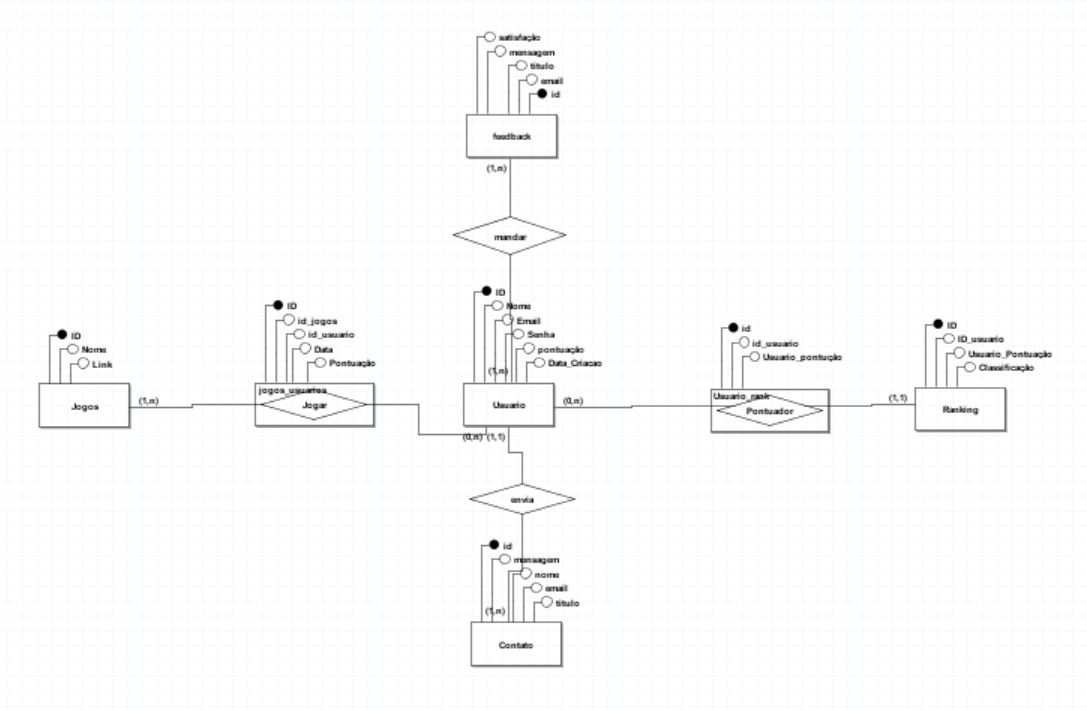 satisfação
mensagem
titulo
email
id
feedback
(1,n)
mandar
ID
Nome
Email
Senha
pontuação
Data_Criacao
(1,n)
Usuario
ID
id_jogos
id_usuario
Data
Pontuação
jogos_usuarios
Jogar
ID
Nome
Link
Jogos
(1,n)
(0,n)
(1,1)
(0,n)
id
id_usuario
Usuario_pontução
Usuario_rank
Pontuador
(1,1)
ID
ID_usuario
Usuario_Pontuação
Classificação
Ranking
envia
id
mensagem
nome
email
titulo
(1,n)
Contato